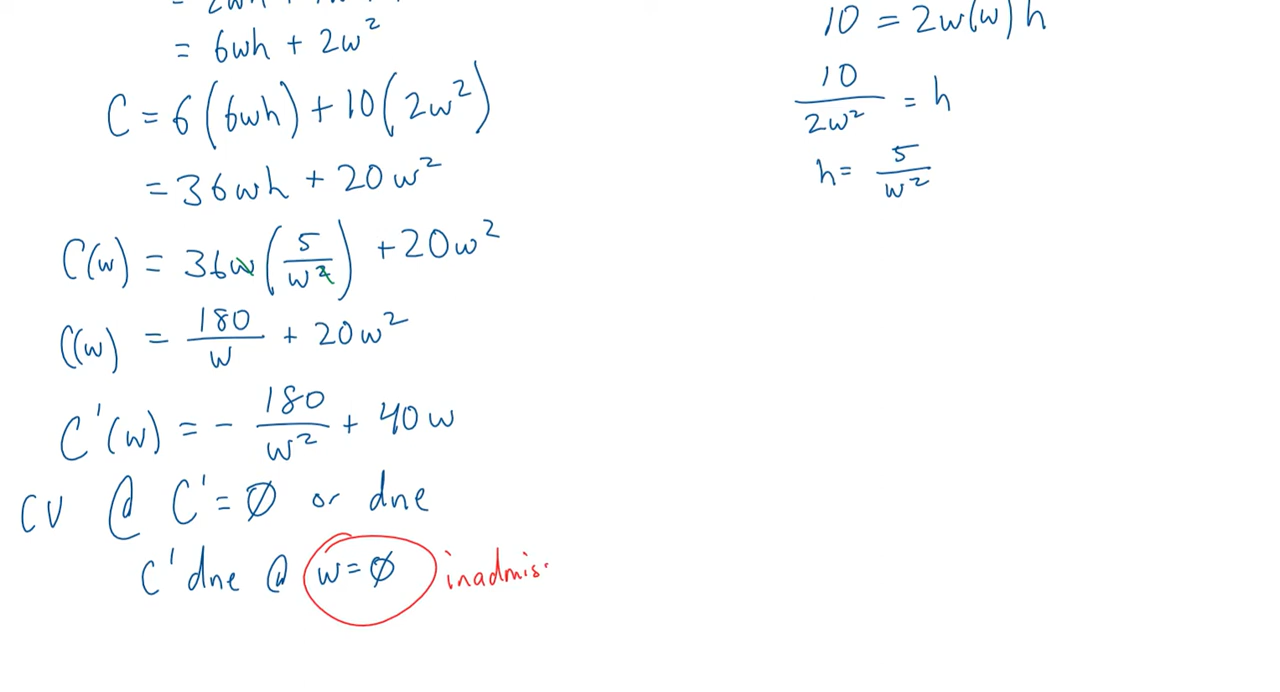 = 6wh + 2w²
C = 6(6wh) + 10(2w²)
= 36wh + 20w²
C(w) = 36w(5/w²) + 20w²
C(w) = 180/w + 20w²
C'(w) = - 180/w² + 40w
CV @ C' = ∅ or dne
C' dne @ w = ∅ inadmis.
10 = 2w(w)h
10/2w² = h
h = 5/w²